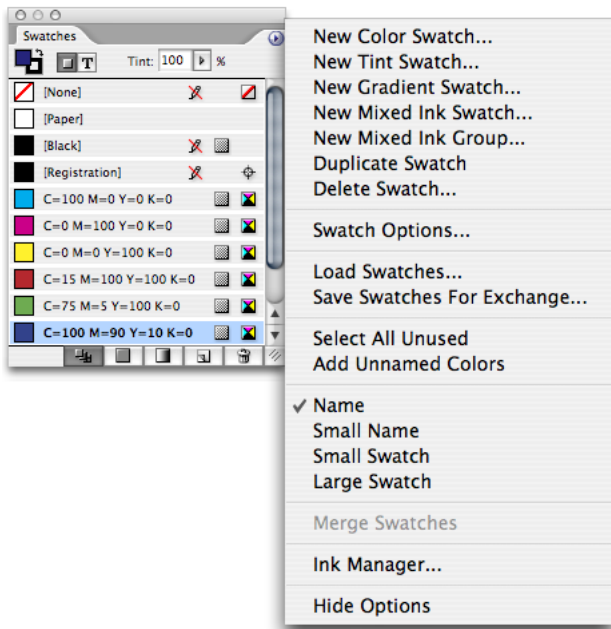 Swatches
T Tint: 100 %
[None]
[Paper]
[Black]
[Registration]
C=100 M=0 Y=0 K=0
C=0 M=100 Y=0 K=0
C=0 M=0 Y=100 K=0
C=15 M=100 Y=100 K=0
C=75 M=5 Y=100 K=0
C=100 M=90 Y=10 K=0
New Color Swatch...
New Tint Swatch...
New Gradient Swatch...
New Mixed Ink Swatch...
New Mixed Ink Group...
Duplicate Swatch
Delete Swatch...
Swatch Options...
Load Swatches...
Save Swatches For Exchange...
Select All Unused
Add Unnamed Colors
Name
Small Name
Small Swatch
Large Swatch
Merge Swatches
Ink Manager...
Hide Options